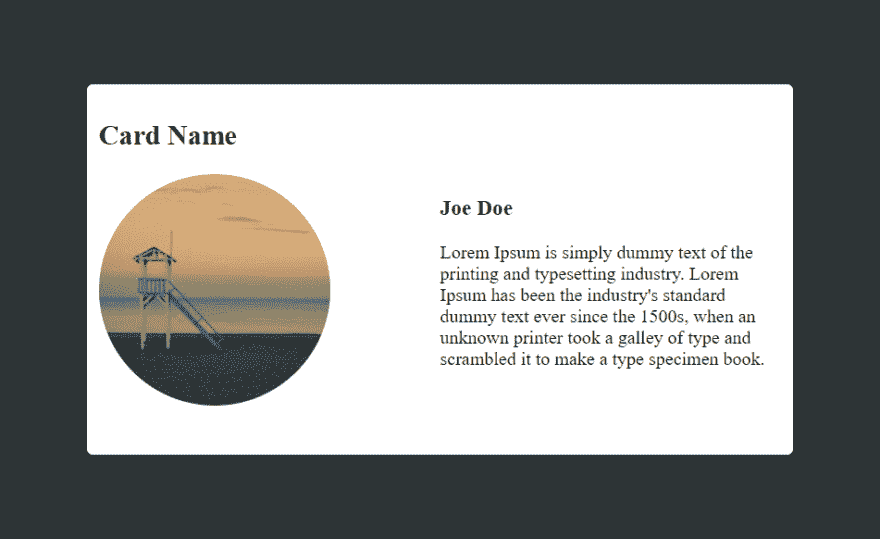 Card Name
Joe Doe
Lorem Ipsum is simply dummy text of the
printing and typesetting industry. Lorem
Ipsum has been the industry's standard
dummy text ever since the 1500s, when an
unknown printer took a galley of type and
scrambled it to make a type specimen book.